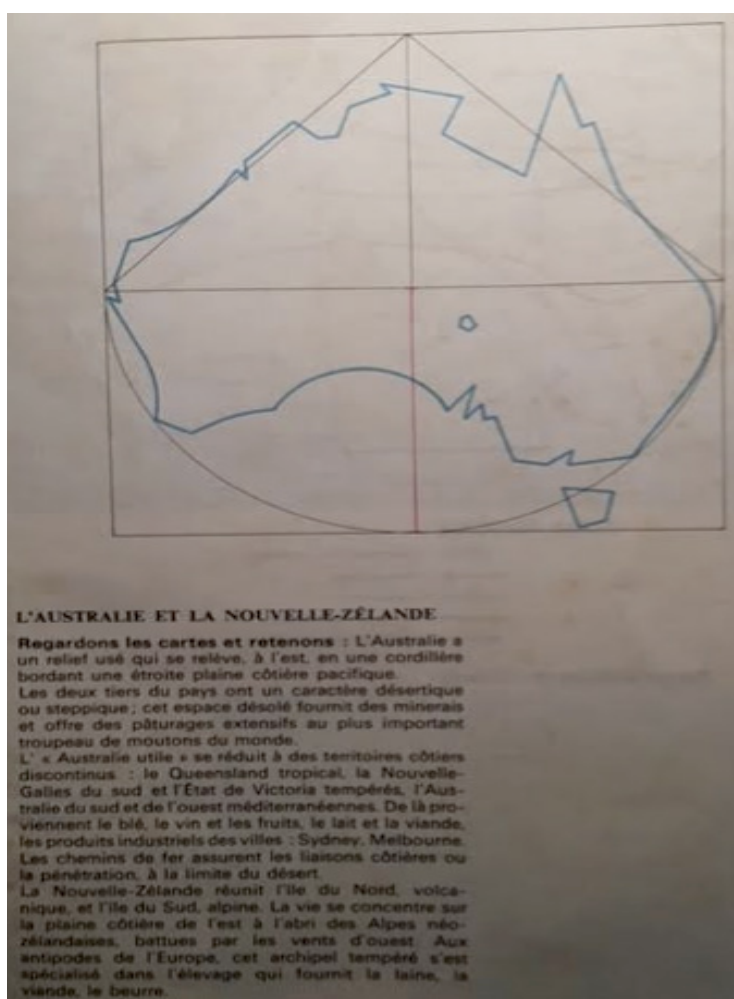 L'AUSTRALIE ET LA NOUVELLE-ZÉLANDE
Regardons les cartes et retenons : L'Australie a
un relief usé qui se relève, à l'est, en une cordillère
bordant une étroite plaine côtière pacifique.
Les deux tiers du pays ont un caractère désertique
ou steppique ; cet espace désolé fournit des minerais
et offre des pâturages extensifs au plus important
troupeau de moutons du monde.
L' « Australie utile » se réduit à des territoires côtiers
discontinus : le Queensland tropical, la Nouvelle-
Galles du sud et l'État de Victoria tempérés, l'Aus-
tralie du sud et de l'ouest méditerranéennes. De là pro-
viennent le blé, le vin et les fruits, le lait et la viande,
les produits industriels des villes : Sydney, Melbourne.
Les chemins de fer assurent les liaisons côtières ou
la pénétration, à la limite du désert.
La Nouvelle-Zélande réunit l'île du Nord, volca-
nique, et l'île du Sud, alpine. La vie se concentre sur
la plaine côtière de l'est à l'abri des Alpes néo-
zélandaises, battues par les vents d'ouest. Aux
antipodes de l'Europe, cet archipel tempéré s'est
spécialisé dans l'élevage qui fournit la laine, la
viande, le beurre.